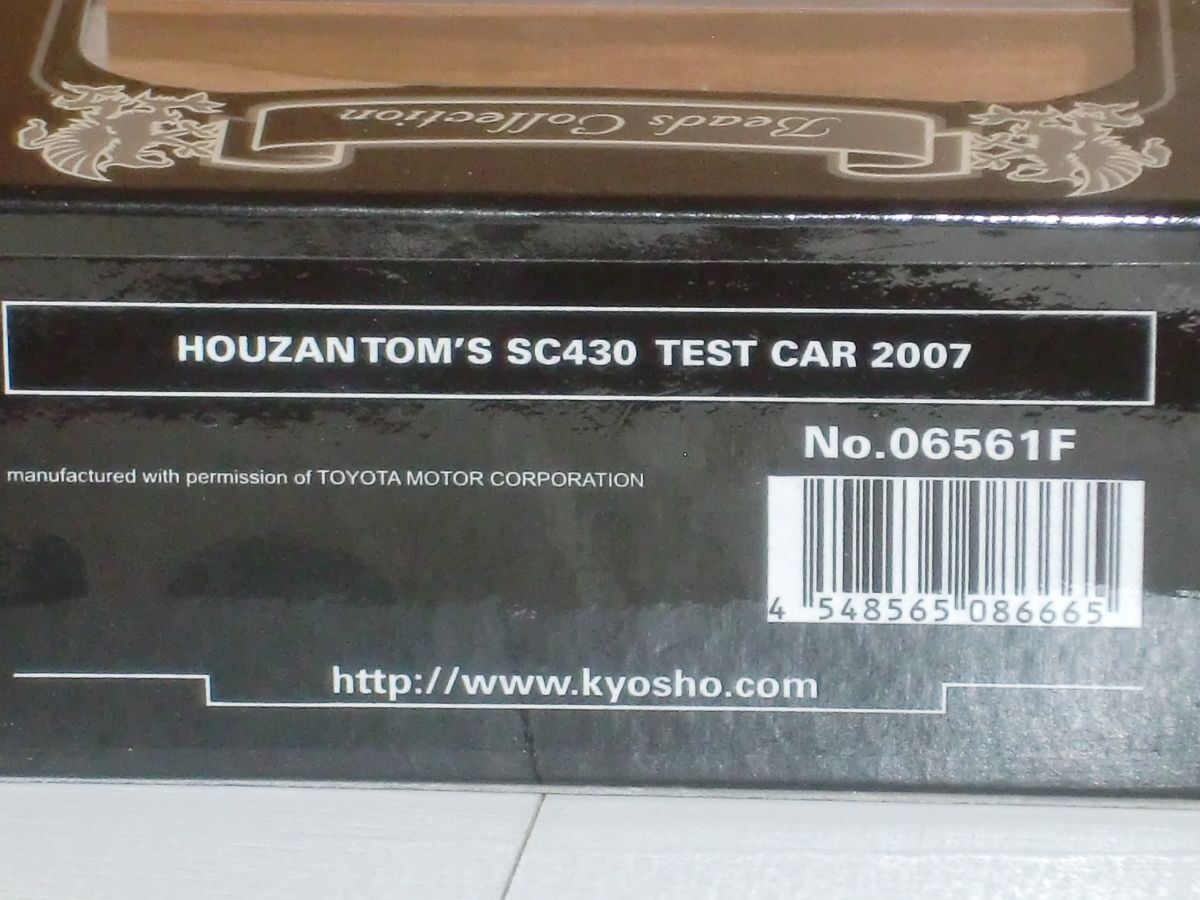 Beads Collection
HOUZAN TOM'S SC430 TEST CAR 2007
No.06561F
manufactured with permission of TOYOTA MOTOR CORPORATION
4 548565 086665
http://www.kyosho.com